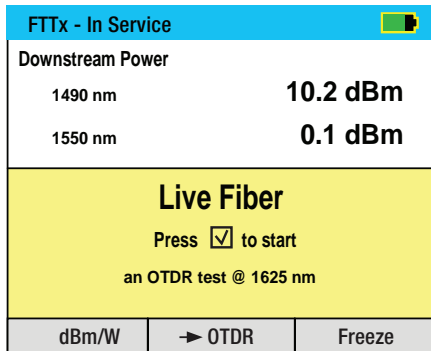 FTTx - In Service
Downstream Power
1490 nm 10.2 dBm
1550 nm 0.1 dBm
Live Fiber
Press ☑ to start
an OTDR test @ 1625 nm
dBm/W → OTDR Freeze